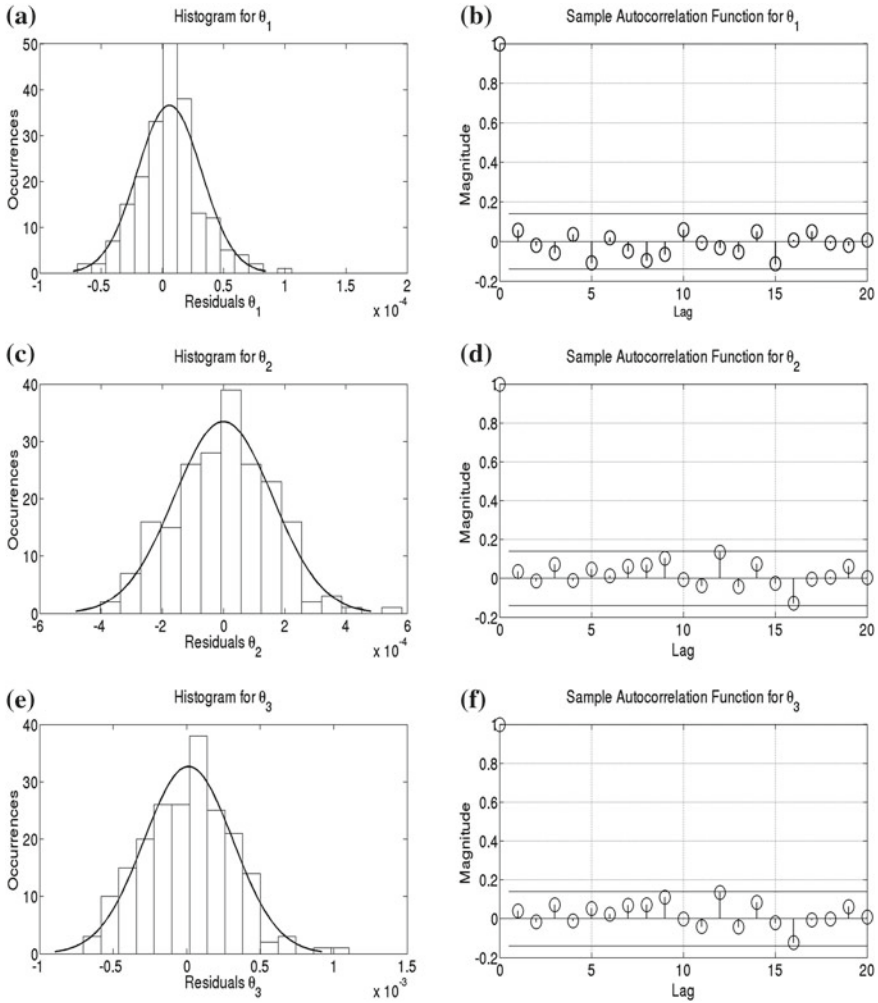 (a)
Histogram for θ1
Occurrences
50
40
30
20
10
0
-1
-0.5
0
0.5
1
1.5
2
Residuals θ1
x 10-4
(b)
Sample Autocorrelation Function for θ1
Magnitude
1
0.8
0.6
0.4
0.2
0
-0.2
0
5
10
15
20
Lag
(c)
Histogram for θ2
Occurrences
40
30
20
10
0
-6
-4
-2
0
2
4
6
Residuals θ2
x 10-4
(d)
Sample Autocorrelation Function for θ2
Magnitude
1
0.8
0.6
0.4
0.2
0
-0.2
0
5
10
15
20
Lag
(e)
Histogram for θ3
Occurrences
40
30
20
10
0
-1
-0.5
0
0.5
1
1.5
Residuals θ3
x 10-3
(f)
Sample Autocorrelation Function for θ3
Magnitude
1
0.8
0.6
0.4
0.2
0
-0.2
0
5
10
15
20
Lag